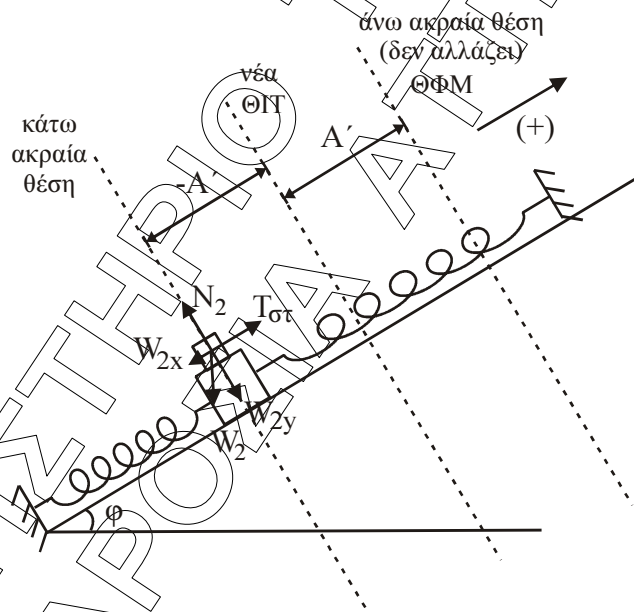 άνω ακραία θέση
(δεν αλλάζει)
ΘΦΜ
νέα
ΘΙΤ
κάτω
ακραία
θέση
(+)
A΄
-A΄
N2
Tστ
W2x
W2y
W2
φ